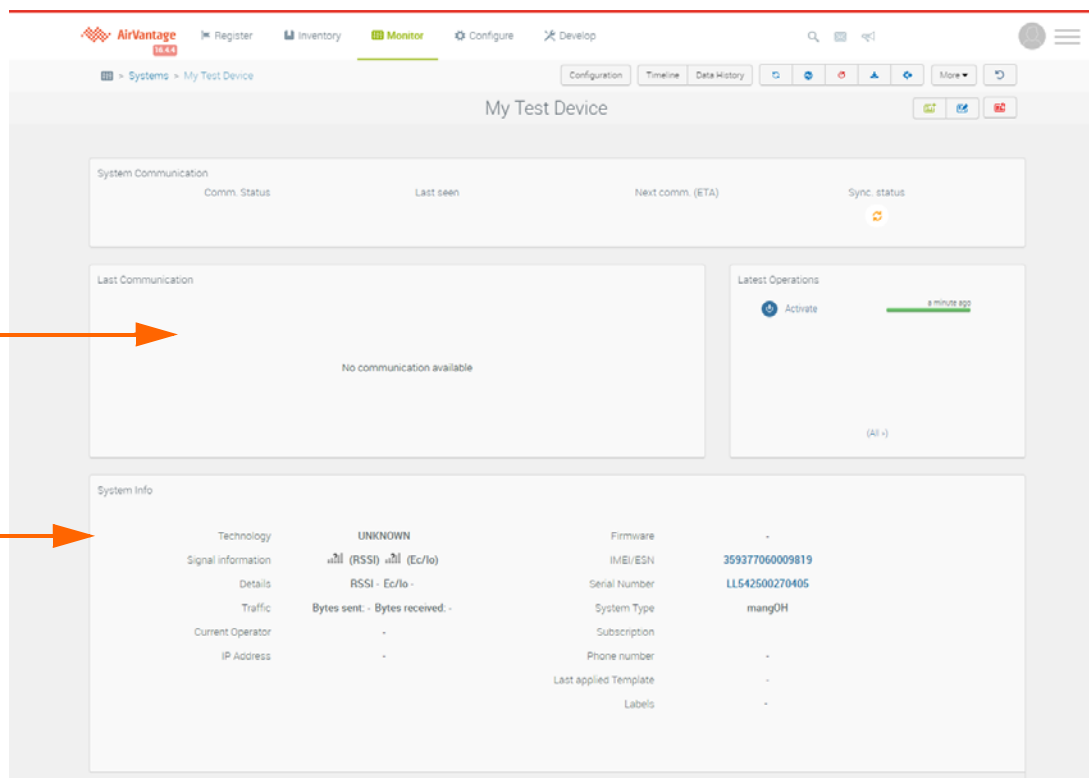 AirVantage Register Inventory Monitor Configure Develop
16.4.4
» Systems » My Test Device Configuration Timeline Data History More
My Test Device
System Communication
Comm. Status Last seen Next comm. (ETA) Sync. status
Last Communication
No communication available
Latest Operations
Activate a minute ago
(All »)
System Info
Technology UNKNOWN
Signal information (RSSI) (Ec/Io)
Details RSSI - Ec/Io -
Traffic Bytes sent: - Bytes received: -
Current Operator -
IP Address -
Firmware -
IMEI/ESN 359377060009819
Serial Number LL542500270405
System Type mangOH
Subscription
Phone number -
Last applied Template -
Labels -